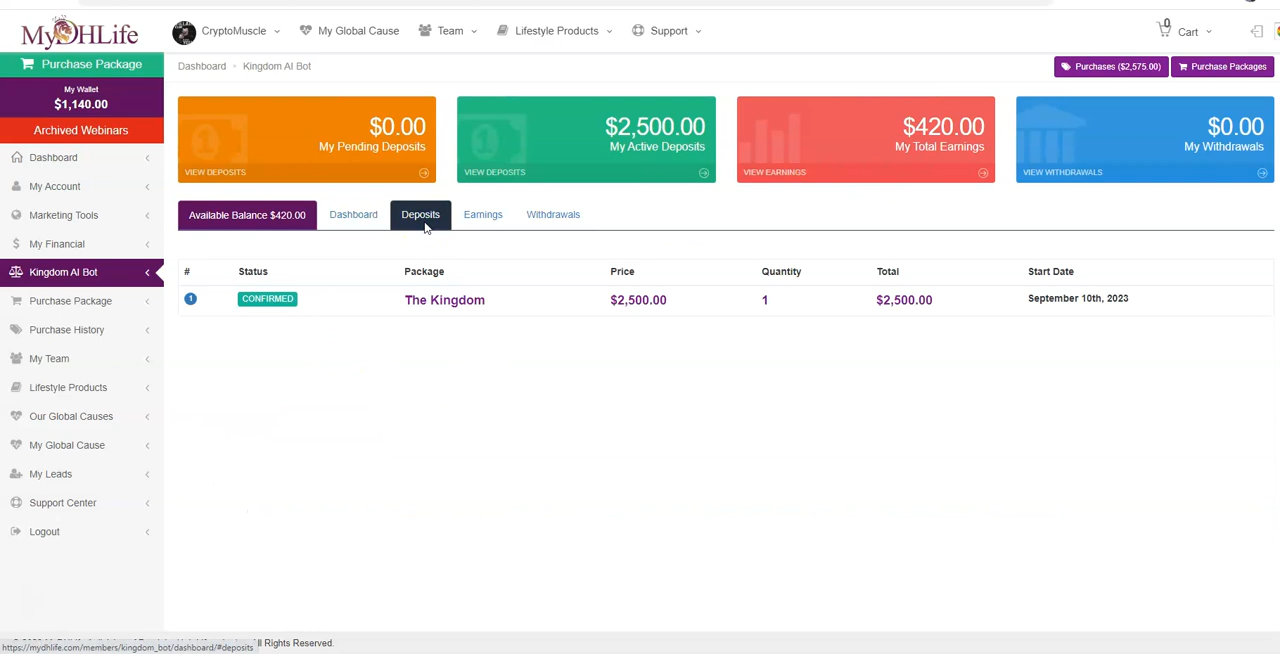 MyDHLife
CryptoMuscle
My Global Cause
Team
Lifestyle Products
Support
0
Cart
Purchase Package
My Wallet
$1,140.00
Archived Webinars
Dashboard
My Account
Marketing Tools
$ My Financial
Kingdom AI Bot
Purchase Package
Purchase History
My Team
Lifestyle Products
Our Global Causes
My Global Cause
My Leads
Support Center
Logout
Dashboard Kingdom AI Bot
Purchases ($2,575.00)
Purchase Packages
$0.00
My Pending Deposits
VIEW DEPOSITS
$2,500.00
My Active Deposits
VIEW DEPOSITS
$420.00
My Total Earnings
VIEW EARNINGS
$0.00
My Withdrawals
VIEW WITHDRAWALS
Available Balance $420.00
Dashboard
Deposits
Earnings
Withdrawals
# Status Package Price Quantity Total Start Date
1 CONFIRMED The Kingdom $2,500.00 1 $2,500.00 September 10th, 2023
ll Rights Reserved.
https://mydhlife.com/members/kingdom_bot/dashboard/#deposits